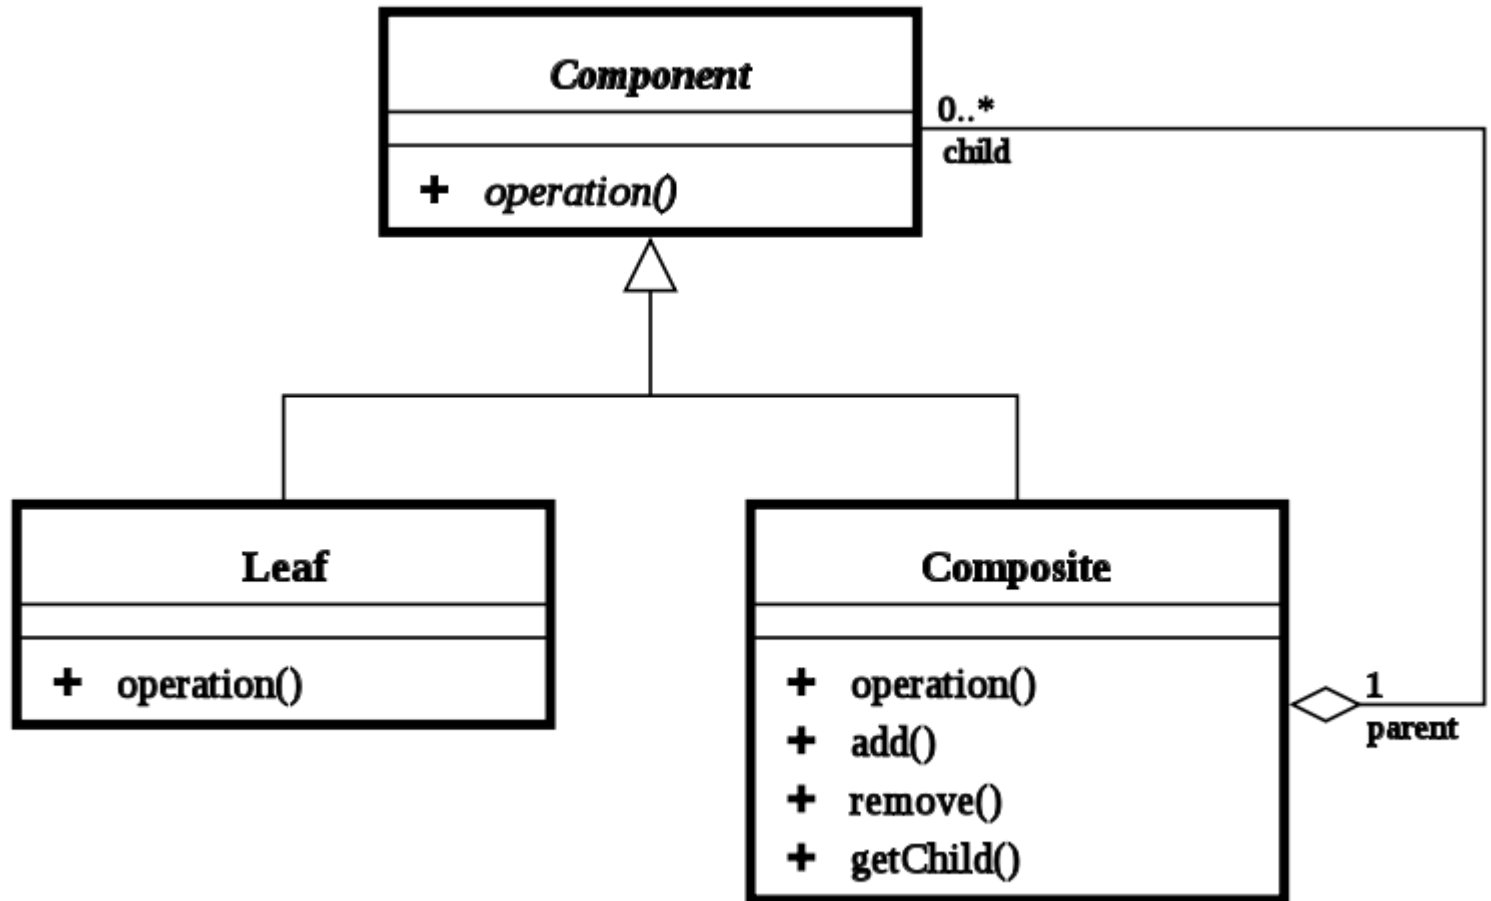 Component
0..*
child
+ operation()
Leaf
+ operation()
Composite
+ operation()
+ add()
+ remove()
+ getChild()
1
parent